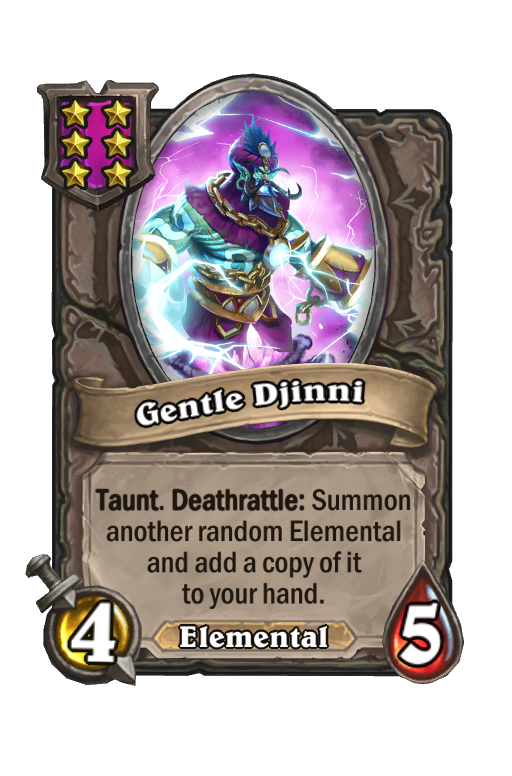 Gentle Djinni
Taunt. Deathrattle: Summon
another random Elemental
and add a copy of it
to your hand.
4
Elemental
5